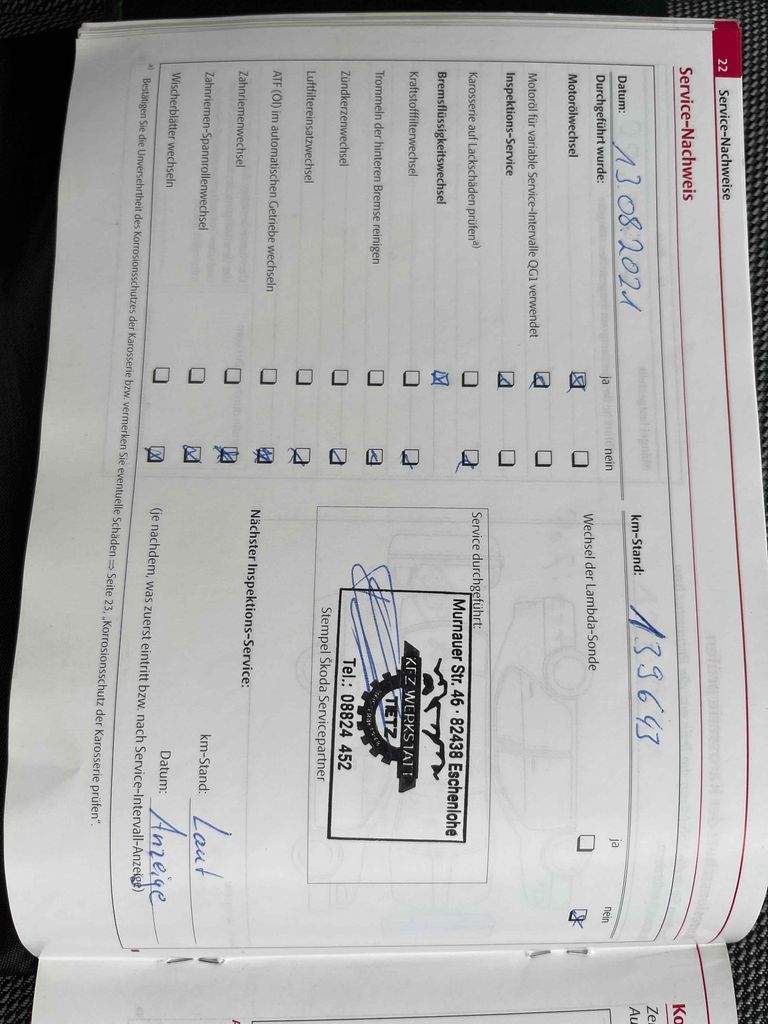 22 Service-Nachweise
Service-Nachweis
Datum: 13.08.2021 km-Stand: 139643
Durchgeführt wurde: ja nein
Motorölwechsel
Motoröl für variable Service-Intervalle QG1 verwendet
Inspektions-Service
Karosserie auf Lackschäden prüfen a)
Bremsflüssigkeitswechsel
Kraftstofffilterwechsel
Trommeln der hinteren Bremse reinigen
Zündkerzenwechsel
Luftfiltereinsatzwechsel
ATF (Öl) im automatischen Getriebe wechseln
Zahnriemenwechsel
Zahnriemen-Spannrollenwechsel
Wischerblätter wechseln
ja nein
Wechsel der Lambda-Sonde
Service durchgeführt:
Murnauer Str. 46 · 82438 Eschenlohe
KFZ WERKSTATT
TIETZ
Tel.: 08824 452
Stempel Škoda Servicepartner
Nächster Inspektions-Service:
km-Stand: Laut
Datum: Anzeige
(je nachdem, was zuerst eintritt bzw. nach Service-Intervall-Anzeige)
a) Bestätigen Sie die Unversehrtheit des Korrosionsschutzes der Karosserie bzw. vermerken Sie eventuelle Schäden ⇒ Seite 23, „Korrosionsschutz der Karosserie prüfen“.
Ko
Ze
Au